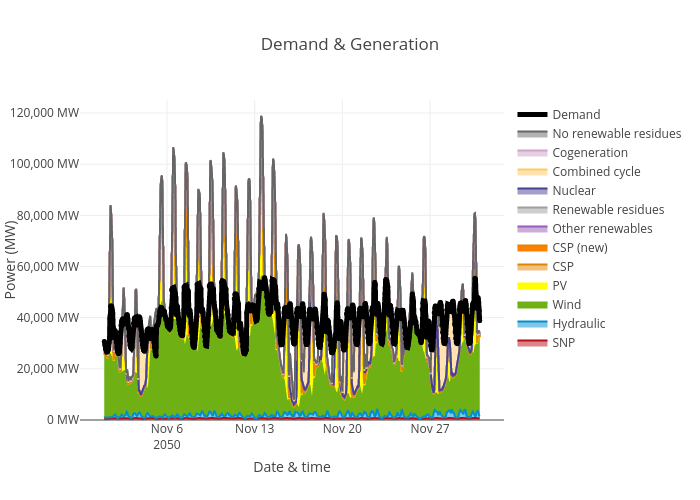 Demand & Generation
120,000 MW
100,000 MW
80,000 MW
60,000 MW
40,000 MW
20,000 MW
0 MW
Power (MW)
Nov 6
2050
Nov 13
Nov 20
Nov 27
Date & time
Demand
No renewable residues
Cogeneration
Combined cycle
Nuclear
Renewable residues
Other renewables
CSP (new)
CSP
PV
Wind
Hydraulic
SNP